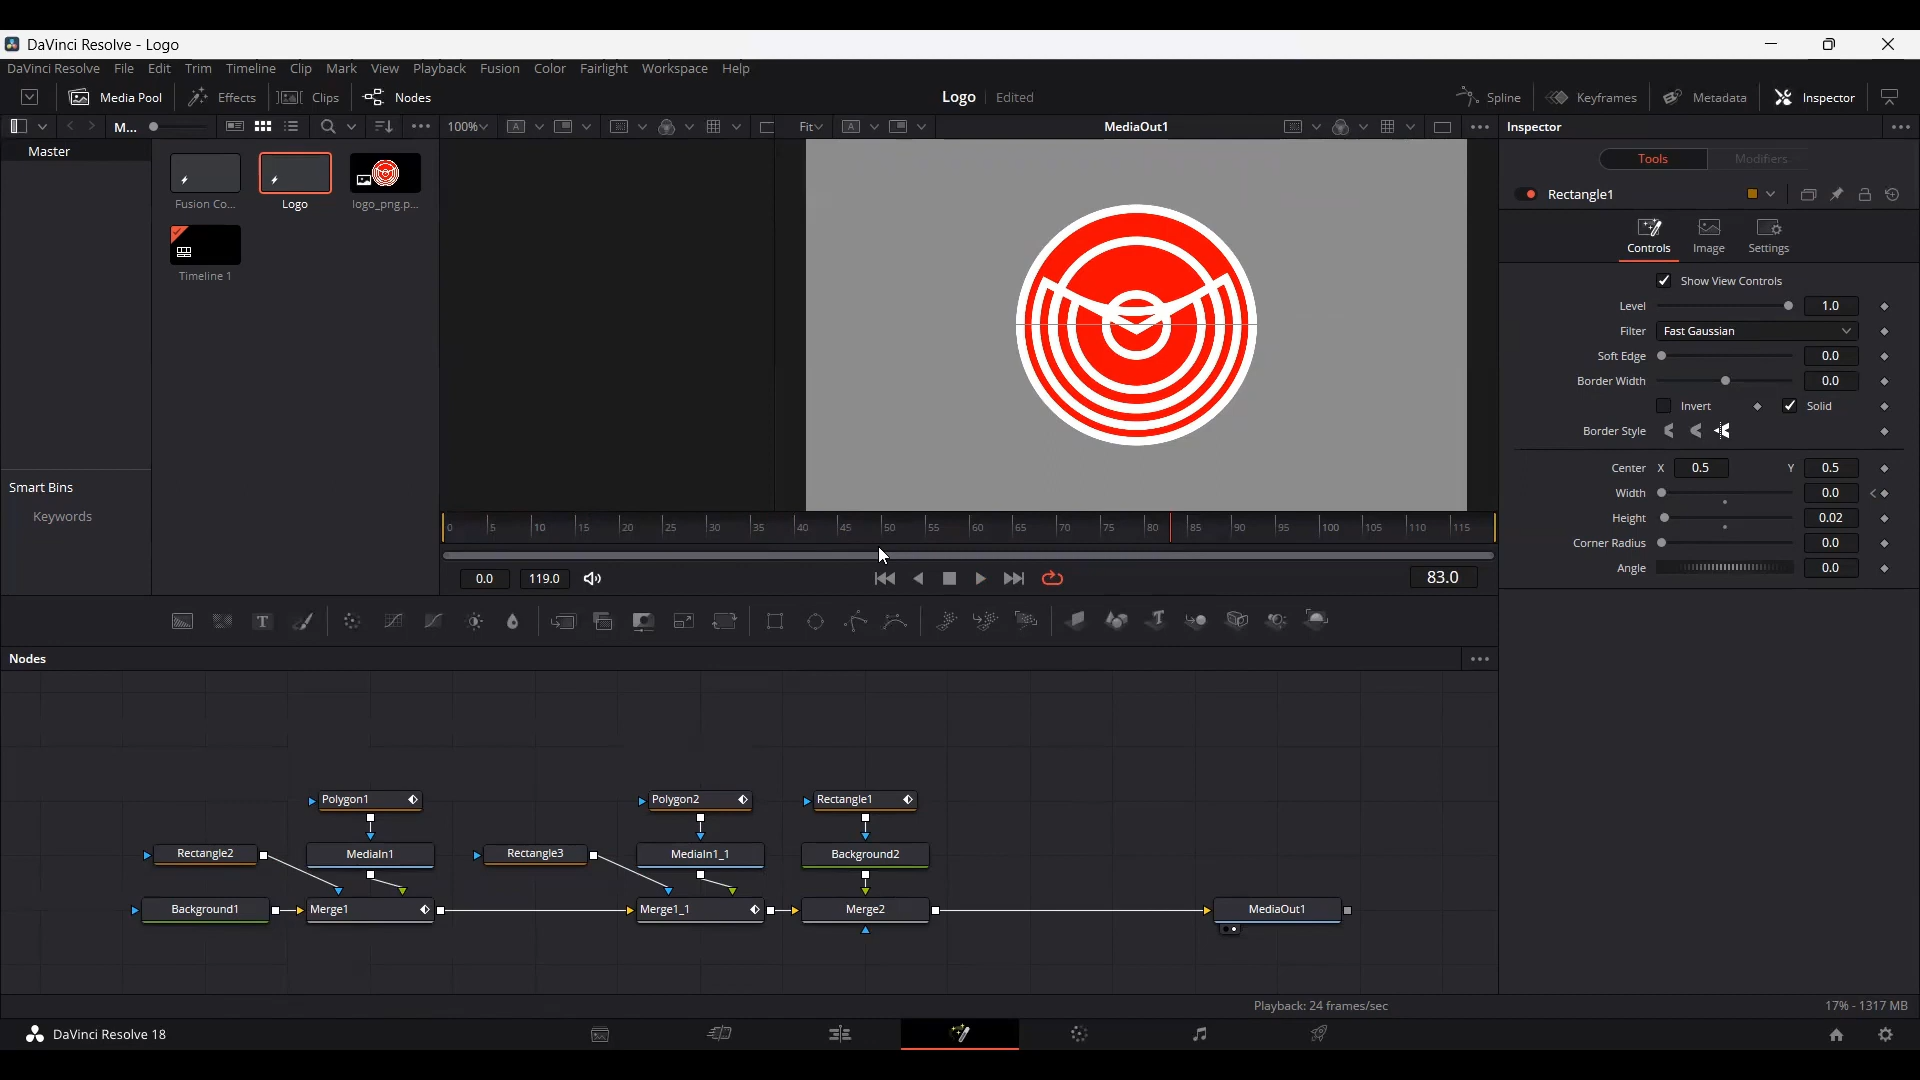 DaVinci Resolve - Logo
DaVinci Resolve File Edit Trim Timeline Clip Mark View Playback Fusion Color Fairlight Workspace Help
Media Pool Effects Clips Nodes Logo Edited Spline Keyframes Metadata Inspector
M... 100% Fit MediaOut1 Inspector
Master
Tools Modifiers
Rectangle1
Fusion Co... Logo logo_png.p...
Timeline 1
Controls Image Settings
Show View Controls
Level 1.0
Filter Fast Gaussian
Soft Edge 0.0
Border Width 0.0
Invert Solid
Border Style
Center X 0.5 Y 0.5
Width 0.0
Height 0.02
Corner Radius 0.0
Angle 0.0
Smart Bins
Keywords
0 5 10 15 20 25 30 35 40 45 50 55 60 65 70 75 80 85 90 95 100 105 110 115
0.0 119.0 83.0
Nodes
Polygon1 Polygon2 Rectangle1
Rectangle2 MediaIn1 Rectangle3 MediaIn1_1 Background2
Background1 Merge1 Merge1_1 Merge2 MediaOut1
Playback: 24 frames/sec 17% - 1317 MB
DaVinci Resolve 18